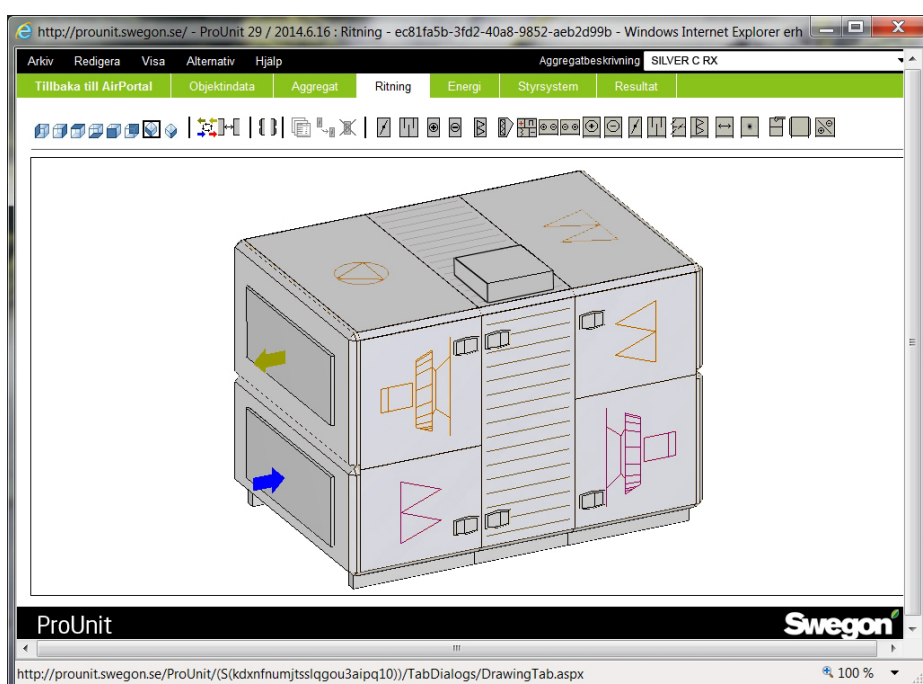 http://prounit.swegon.se/ - ProUnit 29 / 2014.6.16 : Ritning - ec81fa5b-3fd2-40a8-9852-aeb2d99b - Windows Internet Explorer erh
Arkiv Redigera Visa Alternativ Hjälp Aggregatbeskrivning SILVER C RX
Tillbaka till AirPortal Objektindata Aggregat Ritning Energi Styrsystem Resultat
ProUnit Swegon
http://prounit.swegon.se/ProUnit/(S(kdxnfnumjtsslqgou3aipq10))/TabDialogs/DrawingTab.aspx 100 %